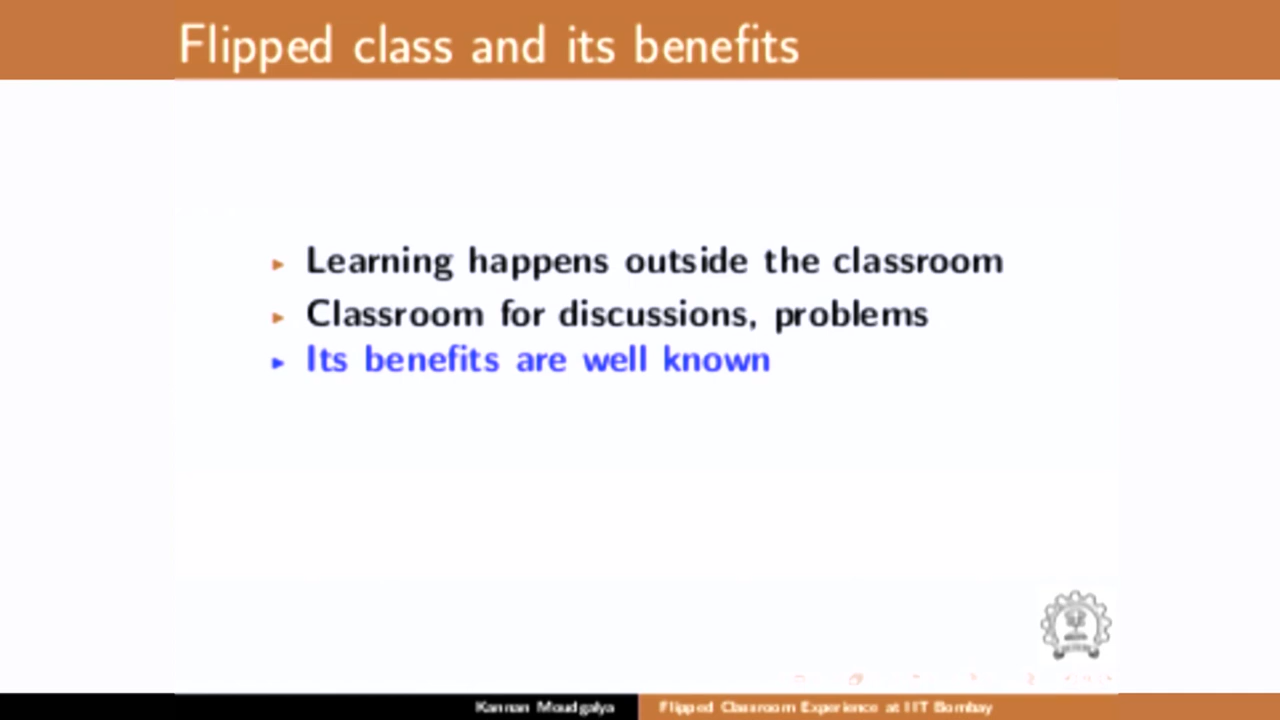 Flipped class and its benefits
Learning happens outside the classroom
Classroom for discussions, problems
Its benefits are well known
Kannan Moudgalya
Flipped Classroom Experience at IIT Bombay